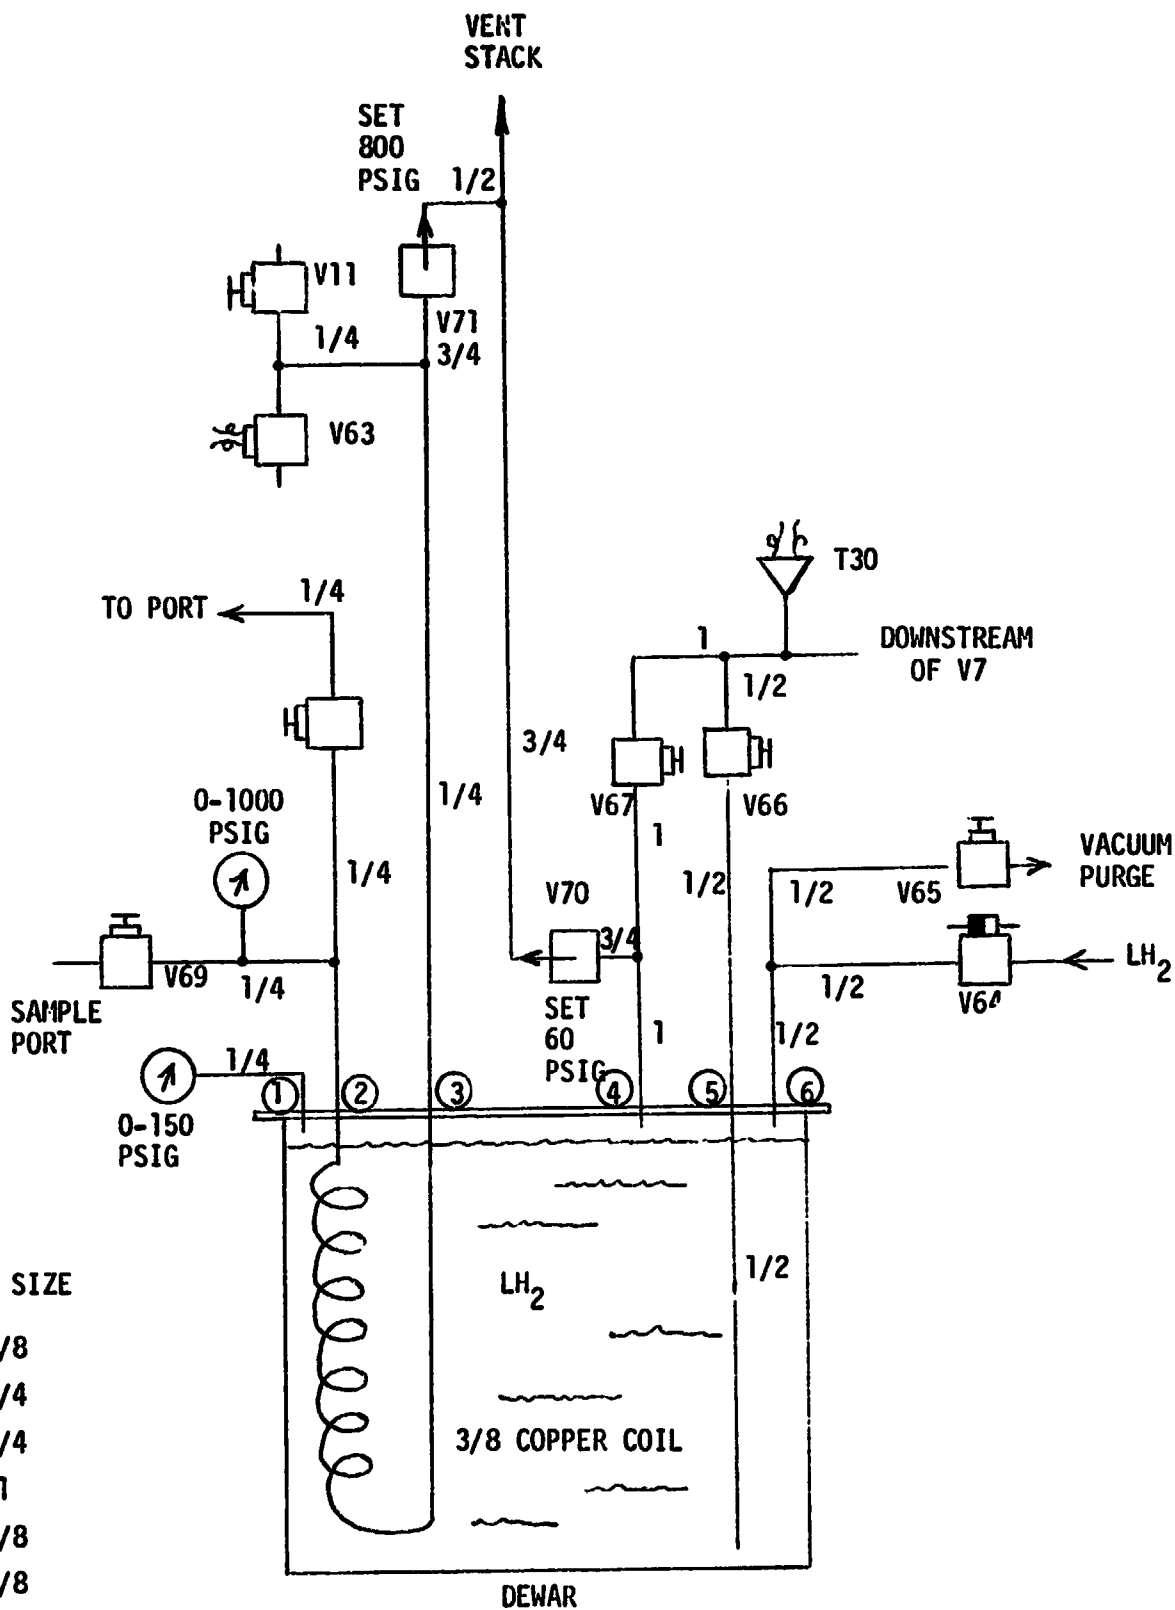 VENT
STACK
SET
800
PSIG
1/2
V11
V71
1/4
3/4
V63
T30
1/4
TO PORT
1
DOWNSTREAM
OF V7
1/2
3/4
0-1000
PSIG
1/4
V67
V66
1
VACUUM
PURGE
1/4
1/2
1/2
V65
V70
3/4
V69
1/4
LH2
1/2
V64
SAMPLE
PORT
SET
60
PSIG
1
1/2
1/4
1
2
3
4
5
6
0-150
PSIG
1/2
SIZE
LH2
/8
/4
/4
3/8 COPPER COIL
1
/8
/8
DEWAR